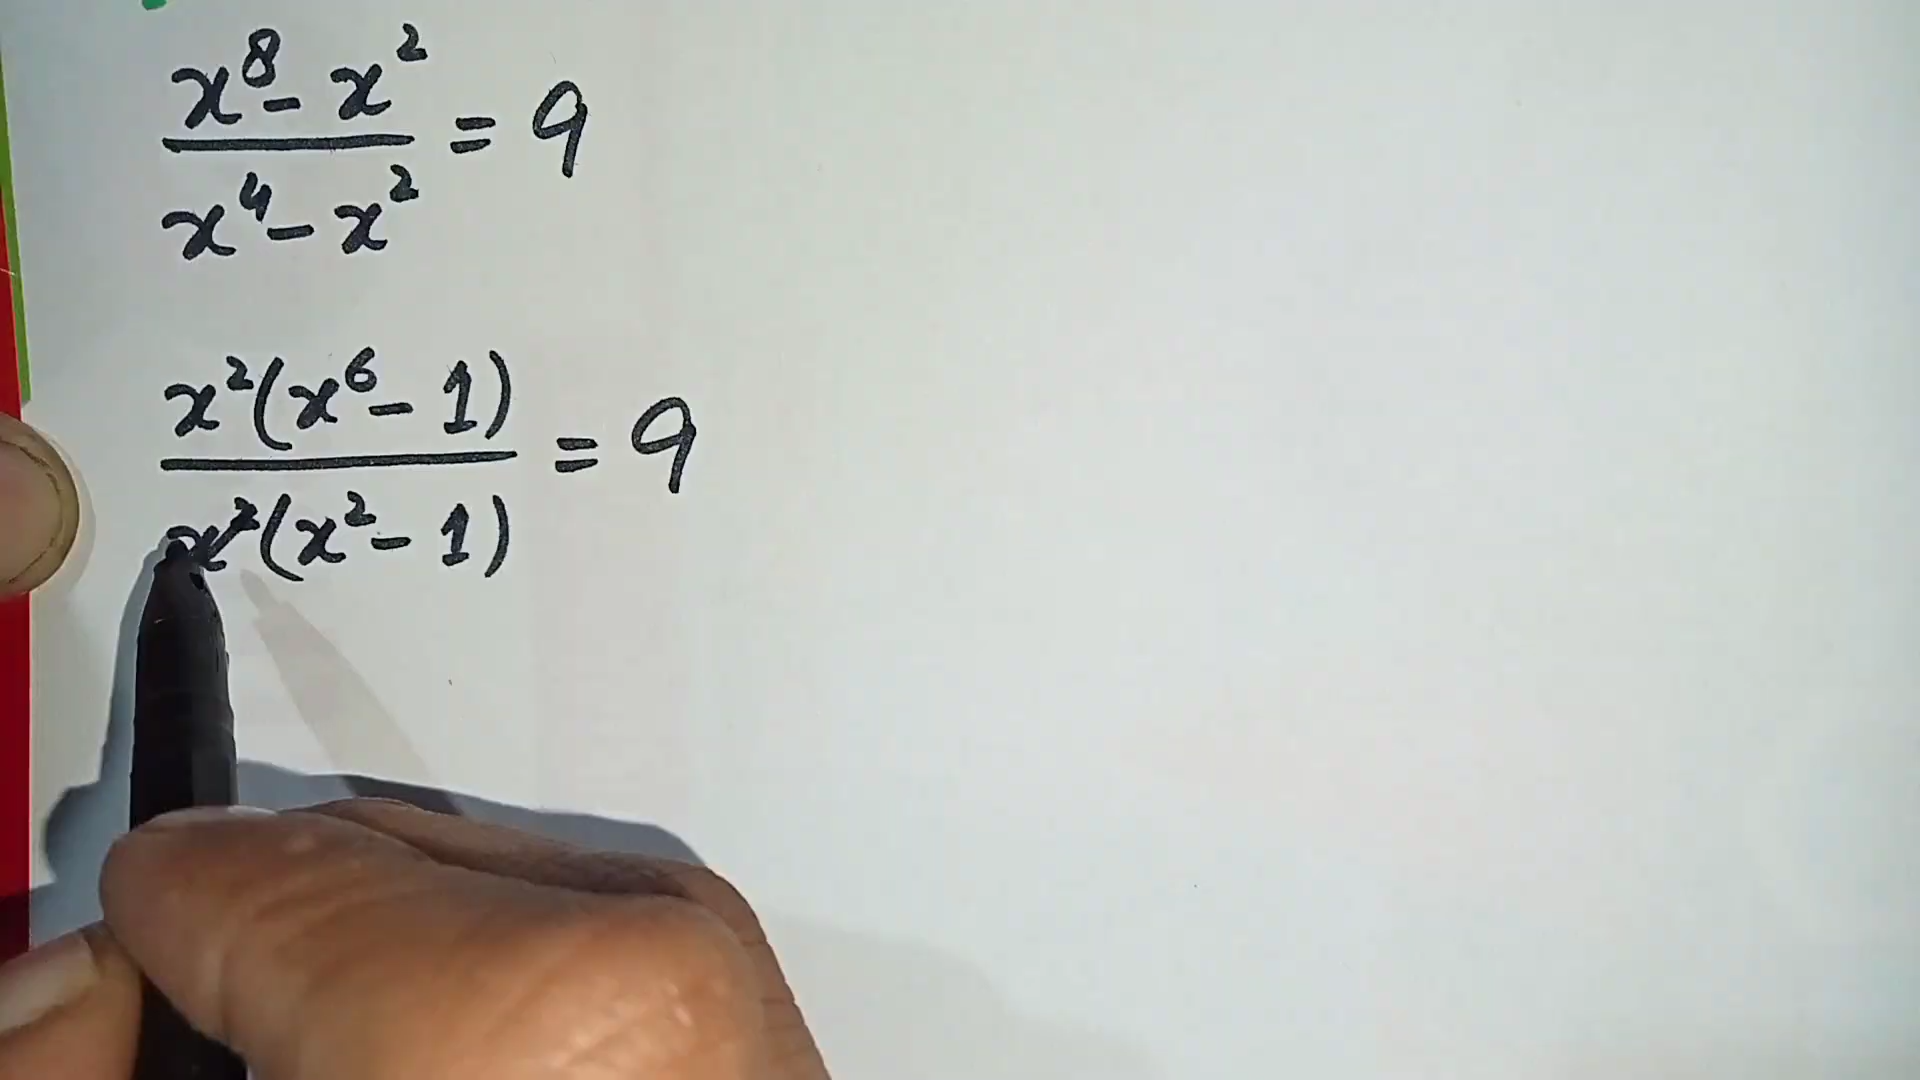 x⁸ - x²
—— = 9
x⁴ - x²
x²(x⁶ - 1)
—— = 9
x²(x² - 1)